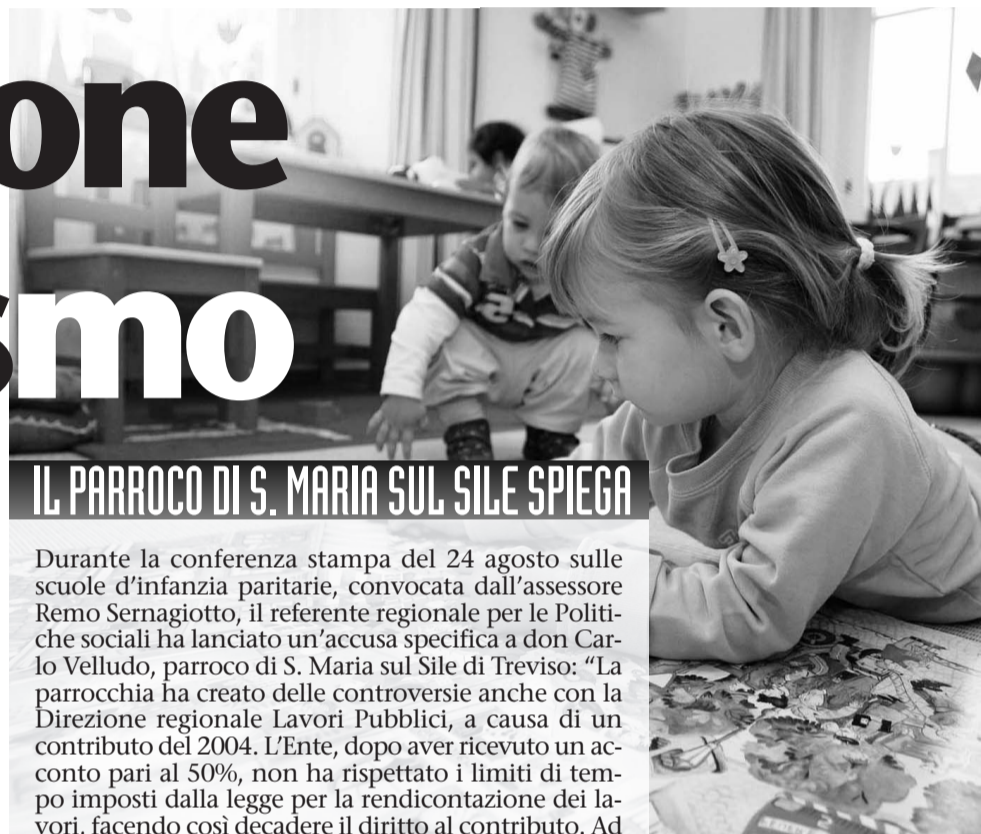 one
smo
IL PARROCO DI S. MARIA SUL SILE SPIEGA
Durante la conferenza stampa del 24 agosto sulle
scuole d'infanzia paritarie, convocata dall'assessore
Remo Sernagiotto, il referente regionale per le Politi-
che sociali ha lanciato un'accusa specifica a don Car-
lo Velludo, parroco di S. Maria sul Sile di Treviso: “La
parrocchia ha creato delle controversie anche con la
Direzione regionale Lavori Pubblici, a causa di un
contributo del 2004. L'Ente, dopo aver ricevuto un ac-
conto pari al 50%, non ha rispettato i limiti di tem-
po imposti dalla legge per la rendicontazione dei la-
vori, facendo così decadere il diritto al contributo. Ad